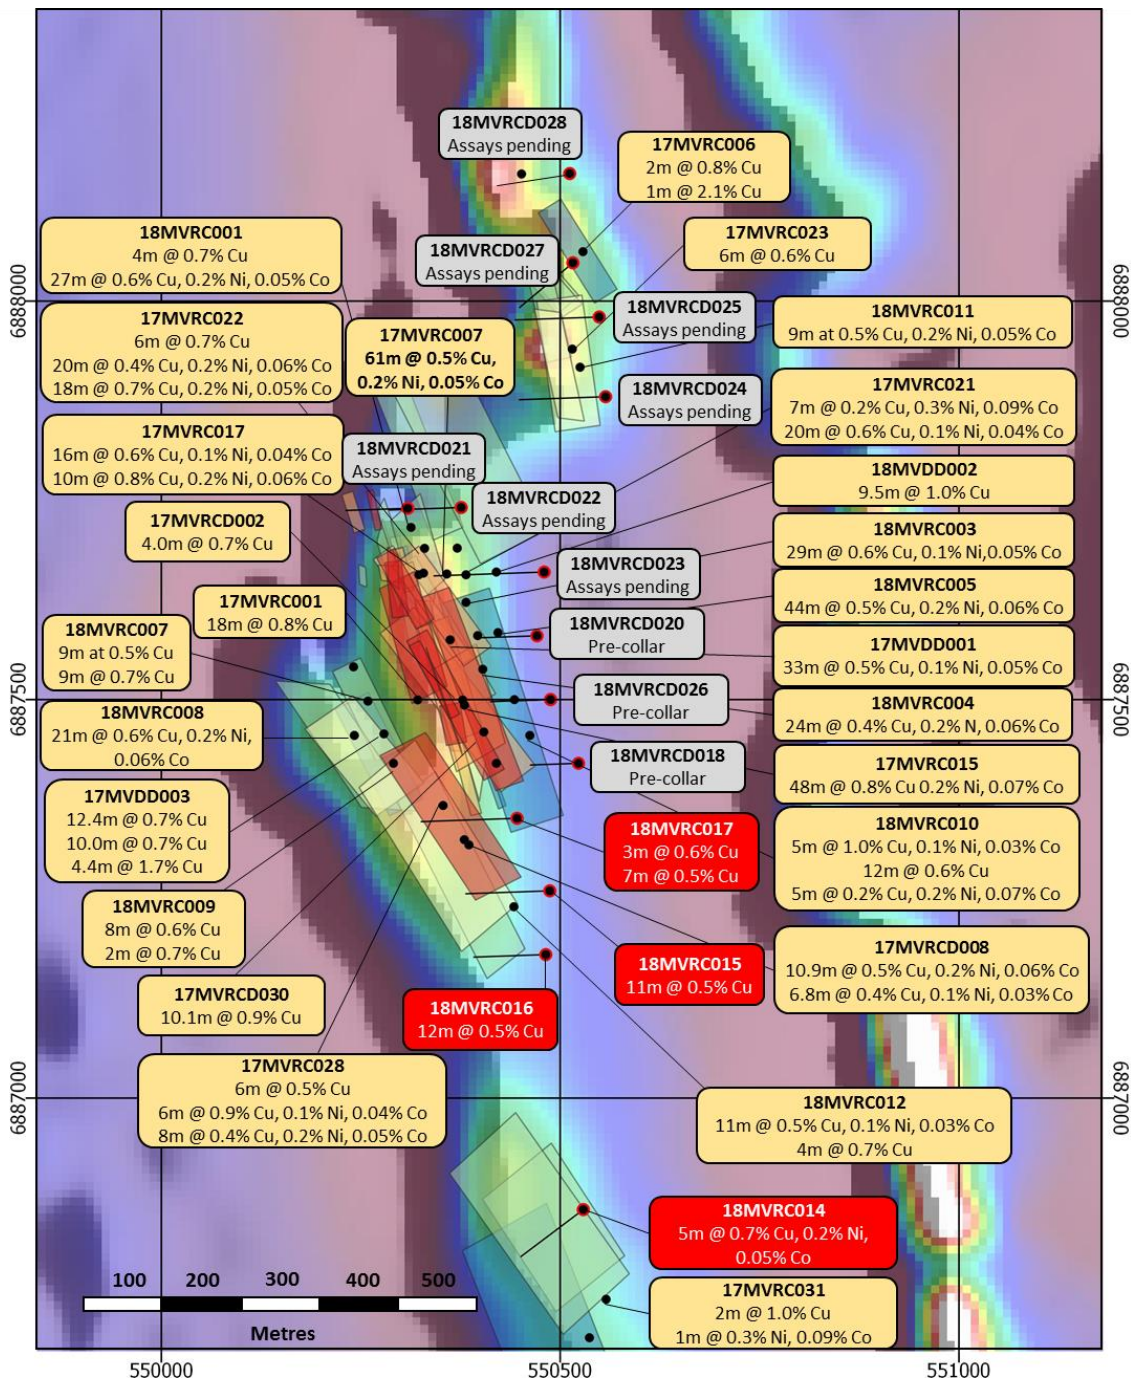 18MVRCD028
Assays pending
17MVRC006
2m @ 0.8% Cu
1m @ 2.1% Cu
18MVRC001
4m @ 0.7% Cu
27m @ 0.6% Cu, 0.2% Ni, 0.05% Co
18MVRCD027
Assays pending
17MVRC023
6m @ 0.6% Cu
6888000
6888000
17MVRC022
6m @ 0.7% Cu
20m @ 0.4% Cu, 0.2% Ni, 0.06% Co
18m @ 0.7% Cu, 0.2% Ni, 0.05% Co
17MVRC007
61m @ 0.5% Cu,
0.2% Ni, 0.05% Co
18MVRCD025
Assays pending
18MVRC011
9m at 0.5% Cu, 0.2% Ni, 0.05% Co
18MVRCD024
Assays pending
17MVRC021
7m @ 0.2% Cu, 0.3% Ni, 0.09% Co
20m @ 0.6% Cu, 0.1% Ni, 0.04% Co
17MVRC017
16m @ 0.6% Cu, 0.1% Ni, 0.04% Co
10m @ 0.8% Cu, 0.2% Ni, 0.06% Co
18MVRCD021
Assays pending
18MVRCD022
Assays pending
18MVDD002
9.5m @ 1.0% Cu
17MVRCD002
4.0m @ 0.7% Cu
18MVRC003
29m @ 0.6% Cu, 0.1% Ni,0.05% Co
18MVRCD023
Assays pending
18MVRC005
44m @ 0.5% Cu, 0.2% Ni, 0.06% Co
17MVRC001
18m @ 0.8% Cu
18MVRCD020
Pre-collar
18MVRC007
9m at 0.5% Cu
9m @ 0.7% Cu
17MVDD001
33m @ 0.5% Cu, 0.1% Ni, 0.05% Co
6887500
6887500
18MVRCD026
Pre-collar
18MVRC004
24m @ 0.4% Cu, 0.2% N, 0.06% Co
18MVRC008
21m @ 0.6% Cu, 0.2% Ni,
0.06% Co
18MVRCD018
Pre-collar
17MVRC015
48m @ 0.8% Cu 0.2% Ni, 0.07% Co
17MVDD003
12.4m @ 0.7% Cu
10.0m @ 0.7% Cu
4.4m @ 1.7% Cu
18MVRC017
3m @ 0.6% Cu
7m @ 0.5% Cu
18MVRC010
5m @ 1.0% Cu, 0.1% Ni, 0.03% Co
12m @ 0.6% Cu
5m @ 0.2% Cu, 0.2% Ni, 0.07% Co
18MVRC009
8m @ 0.6% Cu
2m @ 0.7% Cu
18MVRC015
11m @ 0.5% Cu
17MVRCD008
10.9m @ 0.5% Cu, 0.2% Ni, 0.06% Co
6.8m @ 0.4% Cu, 0.1% Ni, 0.03% Co
17MVRCD030
10.1m @ 0.9% Cu
18MVRC016
12m @ 0.5% Cu
17MVRC028
6m @ 0.5% Cu
6m @ 0.9% Cu, 0.1% Ni, 0.04% Co
8m @ 0.4% Cu, 0.2% Ni, 0.05% Co
6887000
6887000
18MVRC012
11m @ 0.5% Cu, 0.1% Ni, 0.03% Co
4m @ 0.7% Cu
18MVRC014
5m @ 0.7% Cu, 0.2% Ni,
0.05% Co
17MVRC031
2m @ 1.0% Cu
1m @ 0.3% Ni, 0.09% Co
100 200 300 400 500
Metres
550000 550500 551000